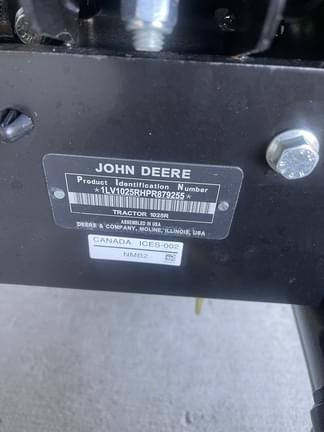 JOHN DEERE
Product Identification Number
*1LV1025RHPR879255*
TRACTOR 1025R
ASSEMBLED IN USA
DEERE & COMPANY, MOLINE, ILLINOIS, USA
CANADA ICES-002
NMB2